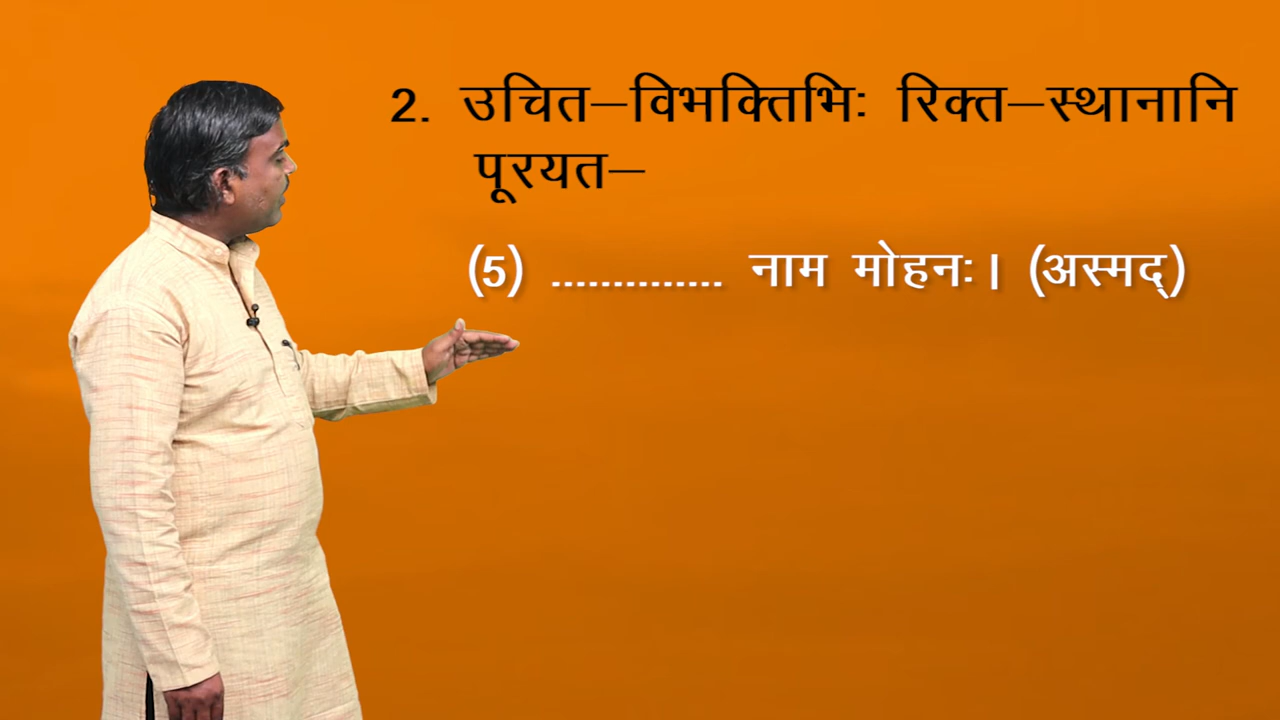 2. उचित–विभक्तिभिः रिक्त–स्थानानि
पूरयत–
(5) .............. नाम मोहनः। (अस्मद्)